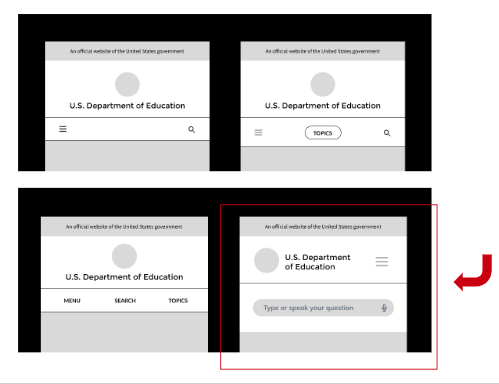 An official website of the United States government
U.S. Department of Education
An official website of the United States government
U.S. Department of Education
TOPICS
An official website of the United States government
U.S. Department of Education
MENU SEARCH TOPICS
An official website of the United States government
U.S. Department
of Education
Type or speak your question